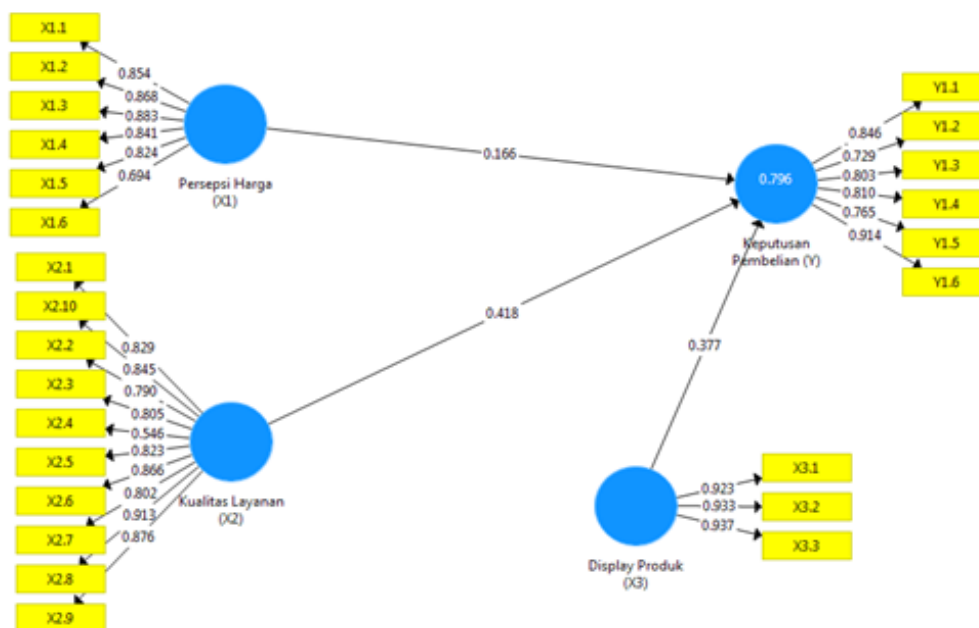 X1.1
X1.2
X1.3
X1.4
X1.5
X1.6
0.854
0.868
0.883
0.841
0.824
0.694
Persepsi Harga
(X1)
0.166
X2.1
X2.10
X2.2
X2.3
X2.4
X2.5
X2.6
X2.7
X2.8
X2.9
0.829
0.845
0.790
0.805
0.546
0.823
0.866
0.802
0.913
0.876
Kualitas Layanan
(X2)
0.418
0.796
Keputusan
Pembelian (Y)
0.846
0.729
0.803
0.810
0.765
0.914
Y1.1
Y1.2
Y1.3
Y1.4
Y1.5
Y1.6
0.377
Display Produk
(X3)
0.923
0.933
0.937
X3.1
X3.2
X3.3